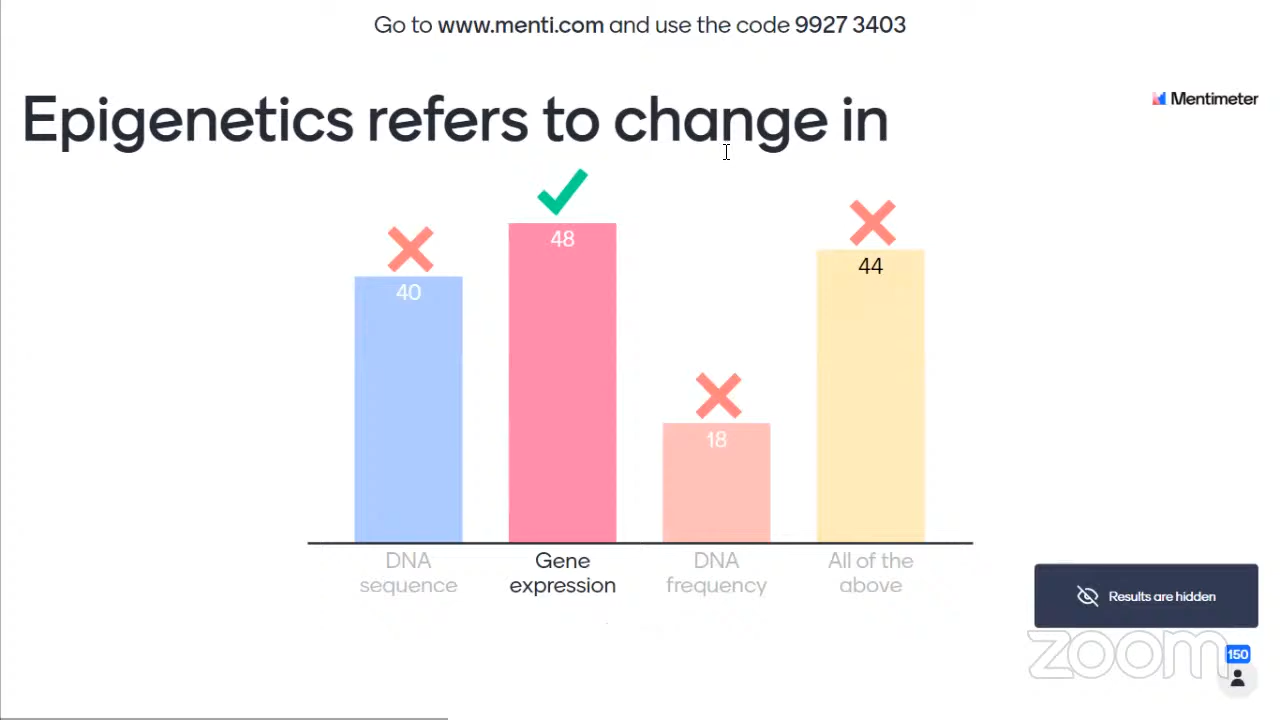 Go to www.menti.com and use the code 9927 3403
Mentimeter
Epigenetics refers to change in
40
48
18
44
DNA
sequence
Gene
expression
DNA
frequency
All of the
above
Results are hidden
zoom
150